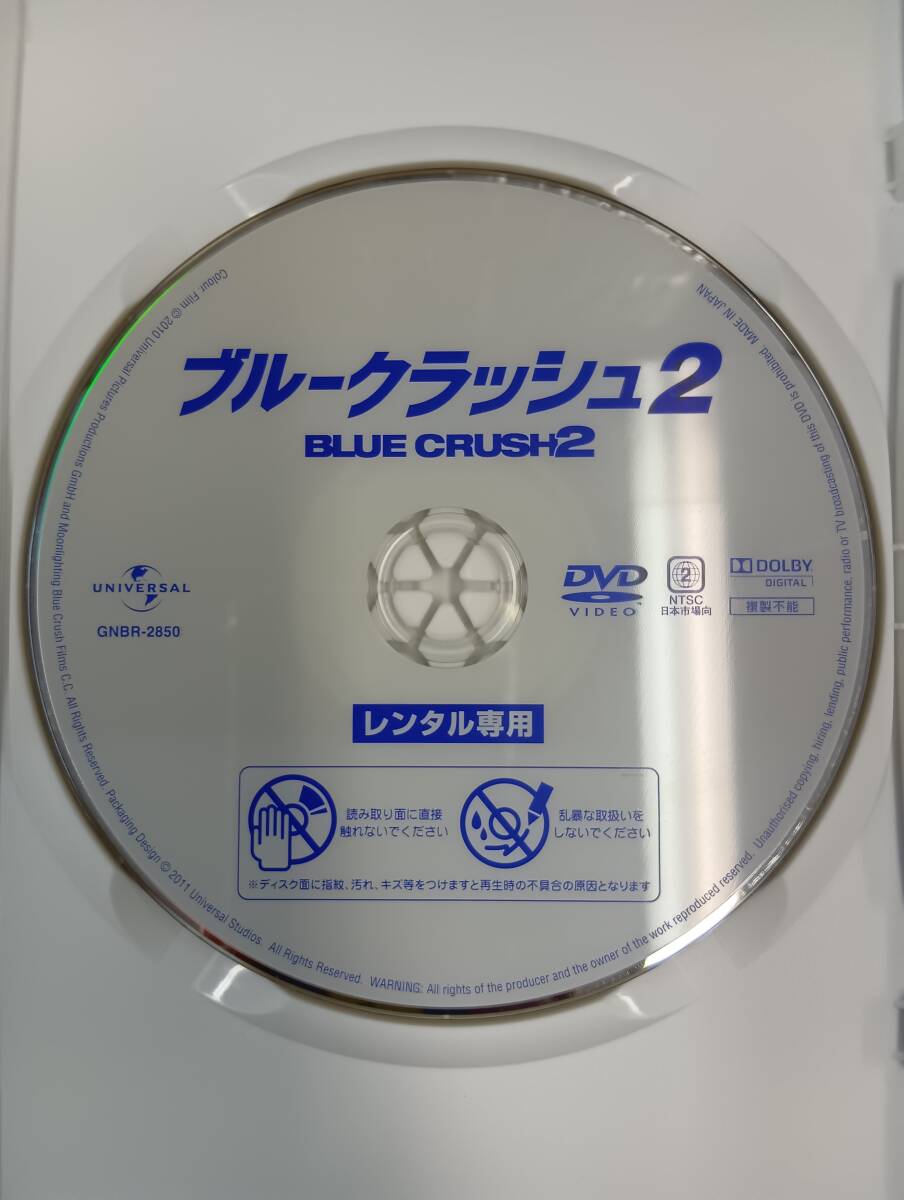 ブルークラッシュ2
BLUE CRUSH2
UNIVERSAL
GNBR-2850
DVD
VIDEO
2
NTSC
日本市場向
DOLBY
DIGITAL
複製不能
レンタル専用
読み取り面に直接
触れないでください
乱暴な取扱いを
しないでください
※ディスク面に指紋、汚れ、キズ等をつけますと再生時の不具合の原因となります
Colour. Film © 2010 Universal Pictures Productions GmbH and Moonlighting Blue Crush Films C.C. All Rights Reserved. Packaging Design © 2011 Universal Studios. All Rights Reserved. WARNING: All rights of the producer and the owner of the work reproduced reserved. Unauthorised copying, hiring, lending, public performance, radio or TV broadcasting of this DVD is prohibited. MADE IN JAPAN